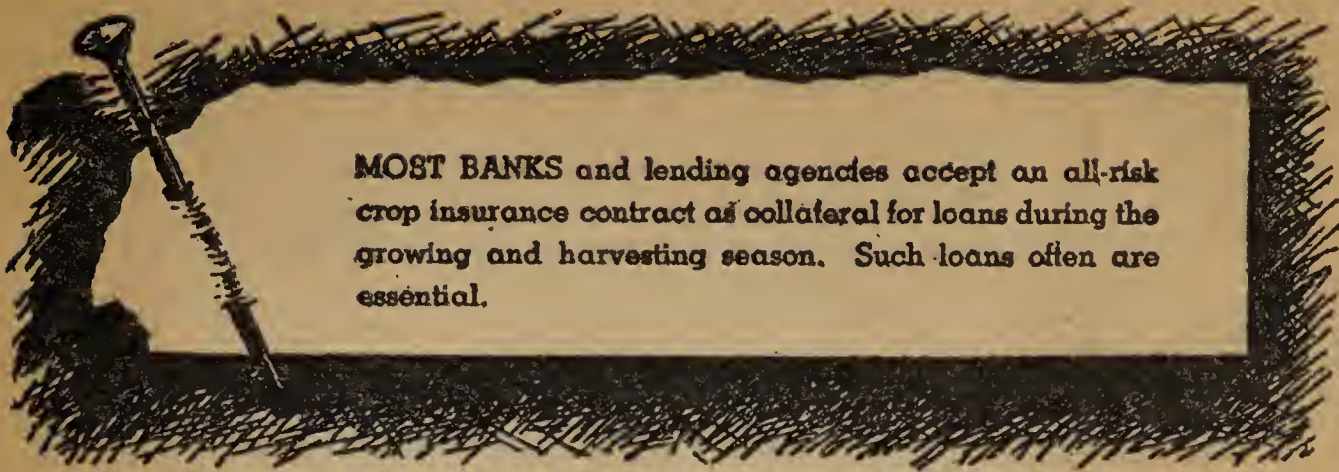 MOST BANKS and lending agencies accept an all-risk
crop insurance contract as collateral for loans during the
growing and harvesting season. Such loans often are
essential.